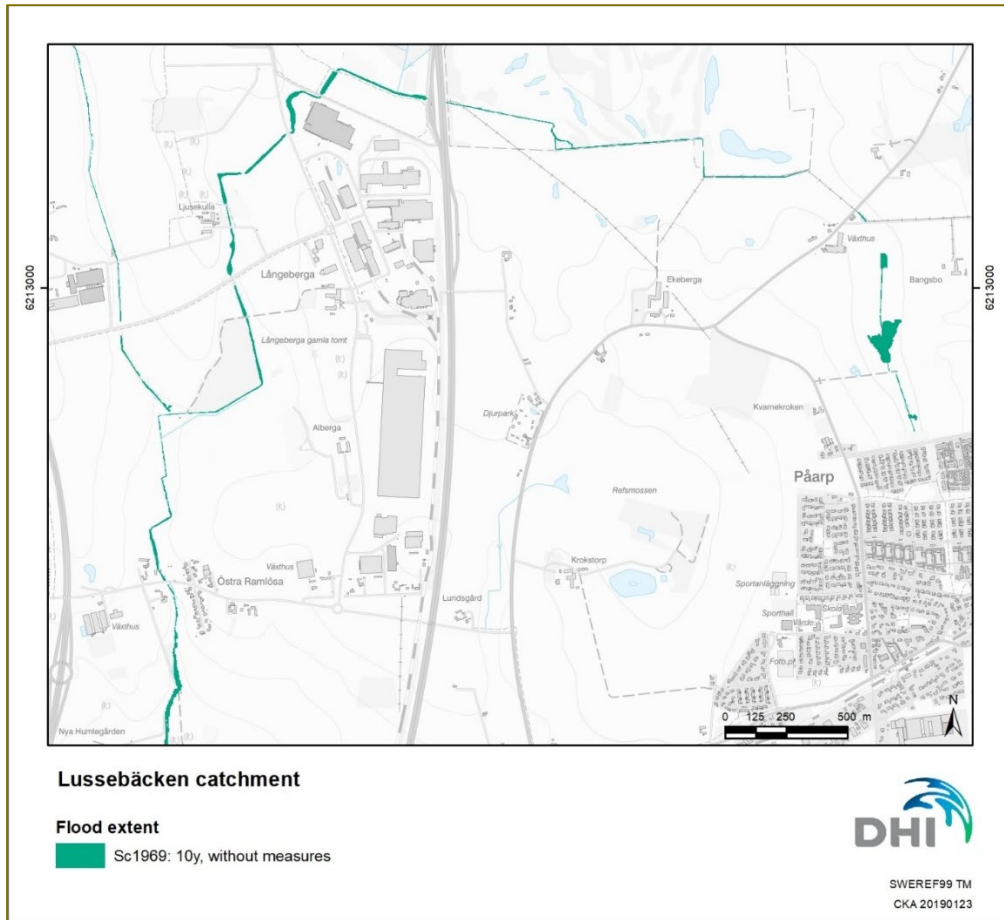 Ljusekulla
Långeberga
Växthus
Bangsbo
Ekeberga
6213000
6213000
Långeberga gamla tomt
Djurpark
Kvarnekroken
Alberga
Påarp
Refsmossen
Växthus
Krokstorp
Östra Ramlösa
Sportanläggning
Lundsgård
Sporthall
Skola
Växthus
Vårdc
Fotb.pl
Nya Humlegården
0 125 250 500 m
N
Lussebäcken catchment
Flood extent
Sc1969: 10y, without measures
DHI
SWEREF99 TM
CKA 20190123